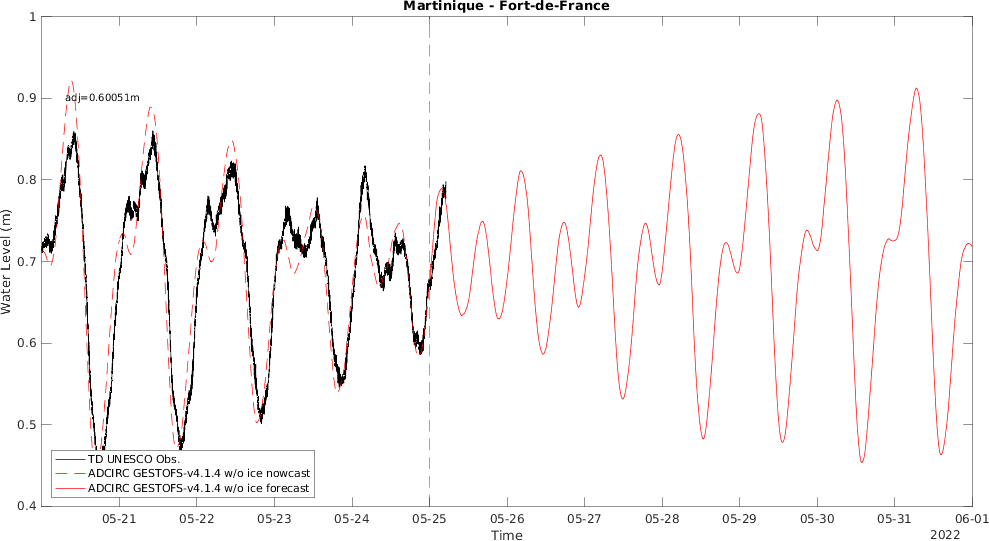 Martinique - Fort-de-France
1
0.9
0.8
0.7
0.6
0.5
0.4
Water Level (m)
adj=0.60051m
TD UNESCO Obs.
ADCIRC GESTOFS-v4.1.4 w/o ice nowcast
ADCIRC GESTOFS-v4.1.4 w/o ice forecast
05-21 05-22 05-23 05-24 05-25 05-26 05-27 05-28 05-29 05-30 05-31 06-01
Time
2022